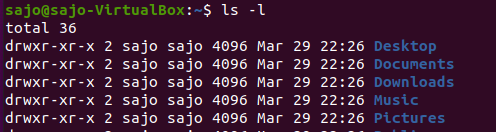 sajo@sajo-VirtualBox:~$ ls -l
total 36
drwxr-xr-x 2 sajo sajo 4096 Mar 29 22:26 Desktop
drwxr-xr-x 2 sajo sajo 4096 Mar 29 22:26 Documents
drwxr-xr-x 2 sajo sajo 4096 Mar 29 22:26 Downloads
drwxr-xr-x 2 sajo sajo 4096 Mar 29 22:26 Music
drwxr-xr-x 2 sajo sajo 4096 Mar 29 22:26 Pictures